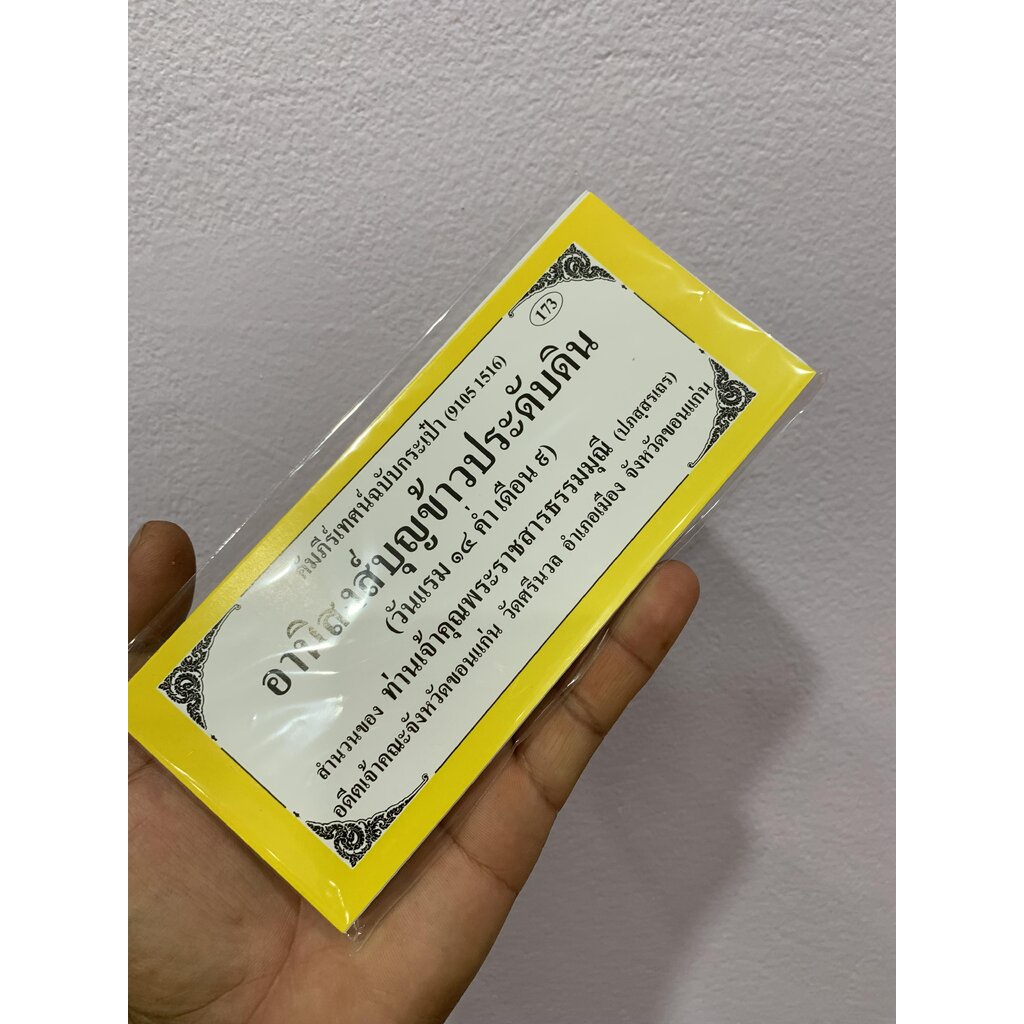 173
คัมภีร์เทศน์ฉบับกระเป๋า (9105 1516)
อานิสงส์บุญข้าวประดับดิน
(วันแรม ๑๔ ค่ำ เดือน ๙)
สำนวนของ ท่านเจ้าคุณพระราชสารธรรมมุณี (ปภสฺสรเถร)
อดีตเจ้าคณะจังหวัดขอนแก่น วัดศรีนวล อำเภอเมือง จังหวัดขอนแก่น